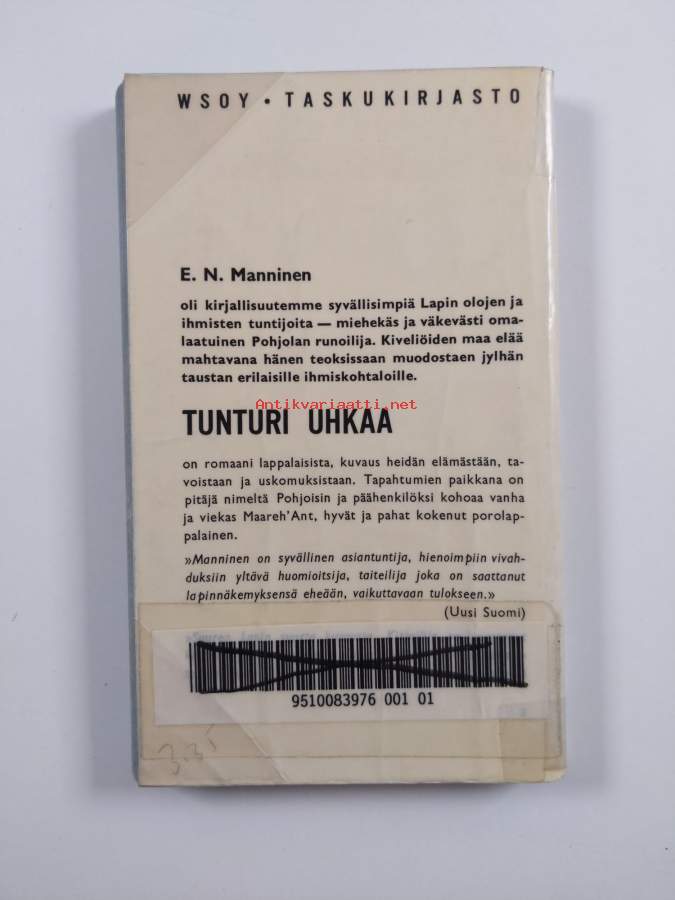 WSOY • TASKUKIRJASTO
E. N. Manninen
oli kirjallisuutemme syvällisimpiä Lapin olojen ja
ihmisten tuntijoita — miehekäs ja väkevästi oma-
laatuinen Pohjolan runoilija. Kiveliöiden maa elää
mahtavana hänen teoksissaan muodostaen jylhän
taustan erilaisille ihmiskohtaloille.
Antikvariaatti.net
TUNTURI UHKAA
on romaani lappalaisista, kuvaus heidän elämästään, ta-
voistaan ja uskomuksistaan. Tapahtumien paikkana on
pitäjä nimeltä Pohjoisin ja päähenkilöksi kohoaa vanha
ja viekas Maareh'Ant, hyvät ja pahat kokenut porolap-
palainen.
»Manninen on syvällinen asiantuntija, hienoimpiin vivah-
duksiin yltävä huomioitsija, taiteilija joka on saattanut
lapinnäkemyksensä eheään, vaikuttavaan tulokseen.»
(Uusi Suomi)
9510083976 001 01
3.35